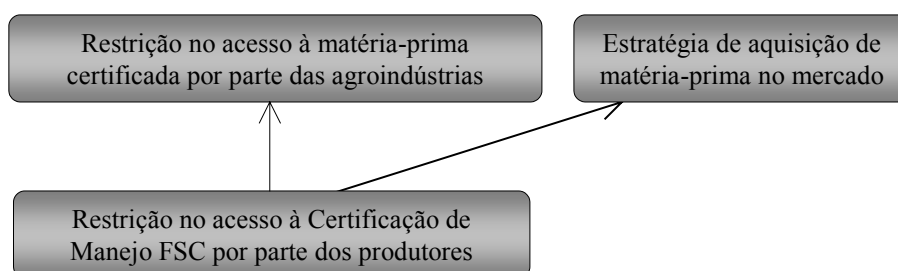 Restrição no acesso à matéria-prima
certificada por parte das agroindústrias
Estratégia de aquisição de
matéria-prima no mercado
Restrição no acesso à Certificação de
Manejo FSC por parte dos produtores